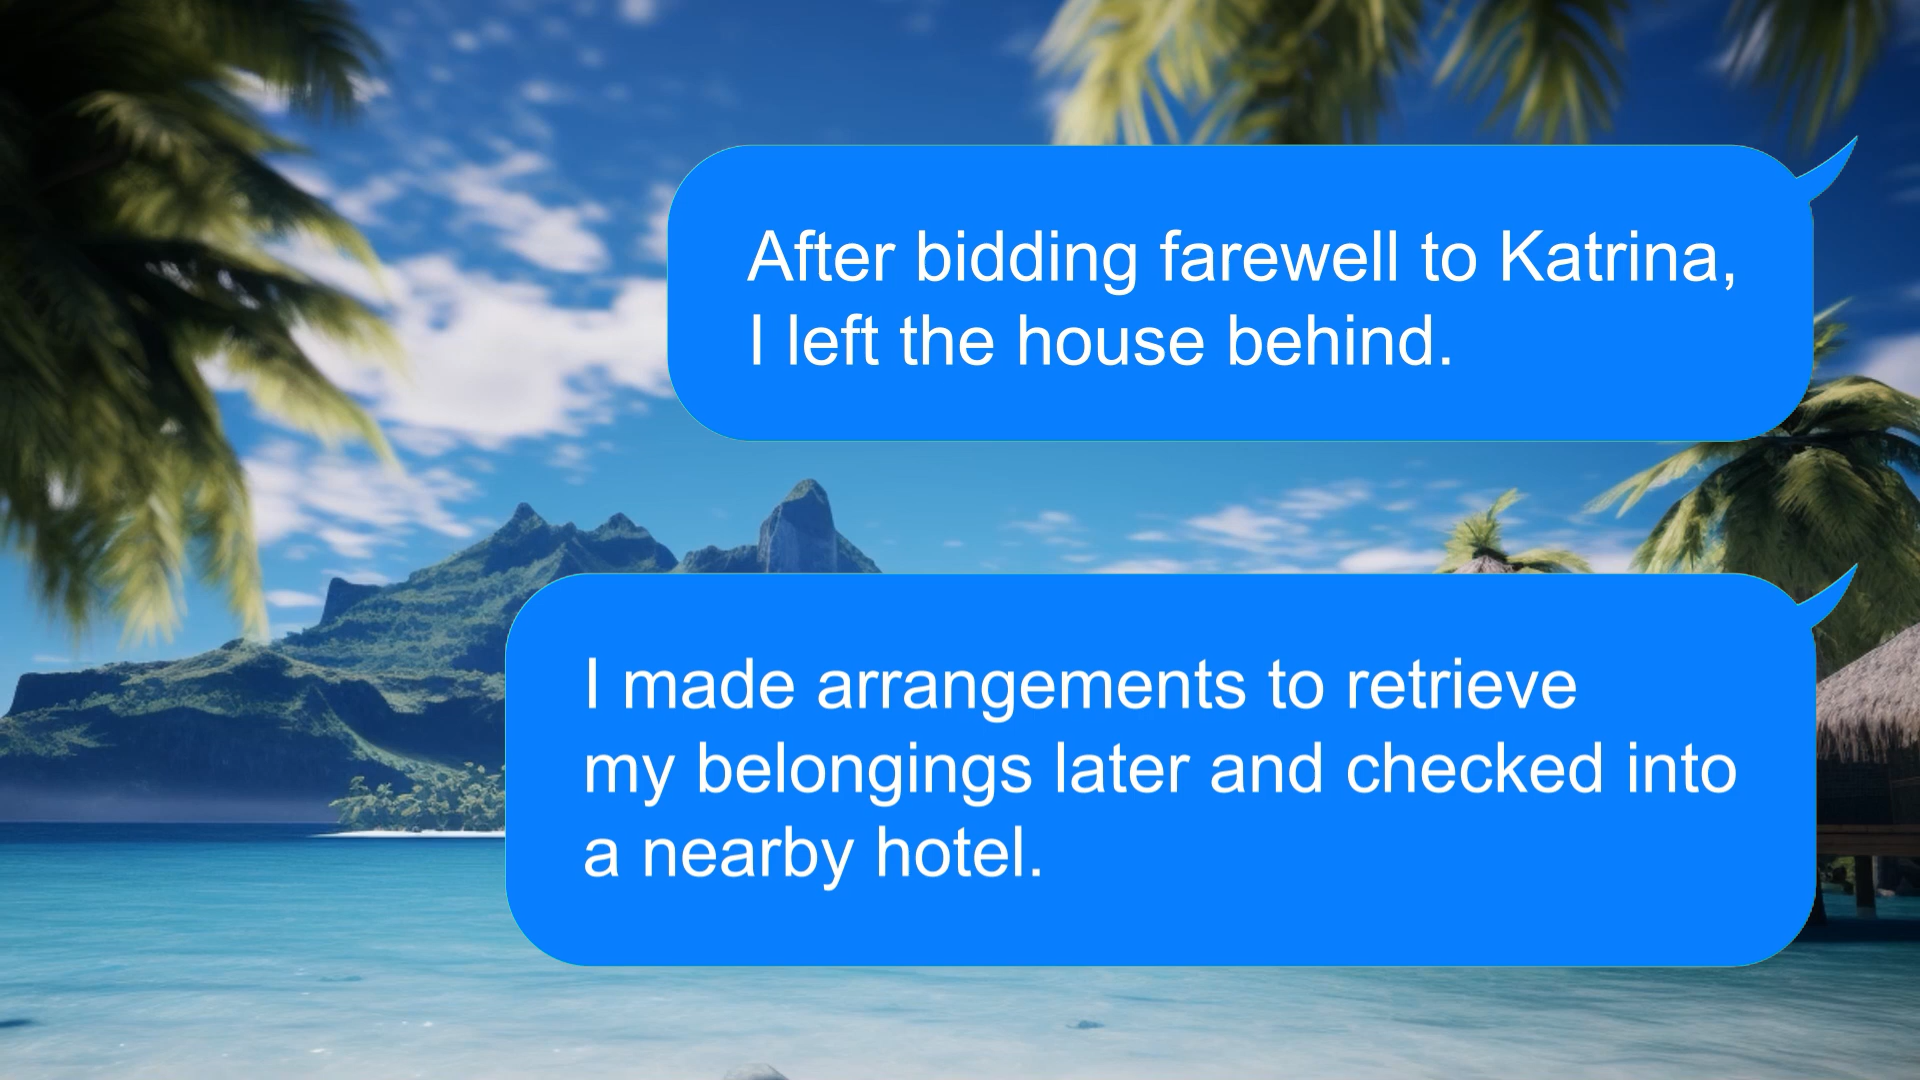 After bidding farewell to Katrina,
I left the house behind.
I made arrangements to retrieve
my belongings later and checked into
a nearby hotel.